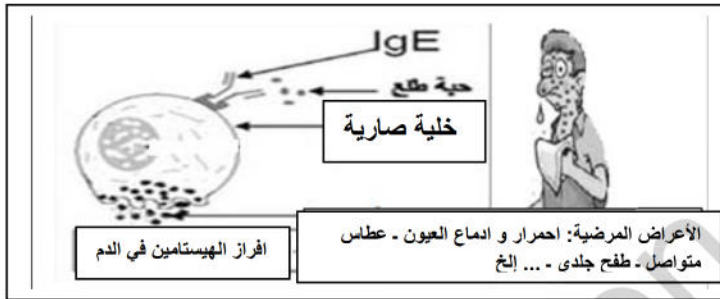 IgE
حبة طلع
خلية صارية
افراز الهيستامين في الدم
الأعراض المرضية: احمرار و ادماع العيون ـ عطاس
متواصل ـ طفح جلدي ـ ... إلخ